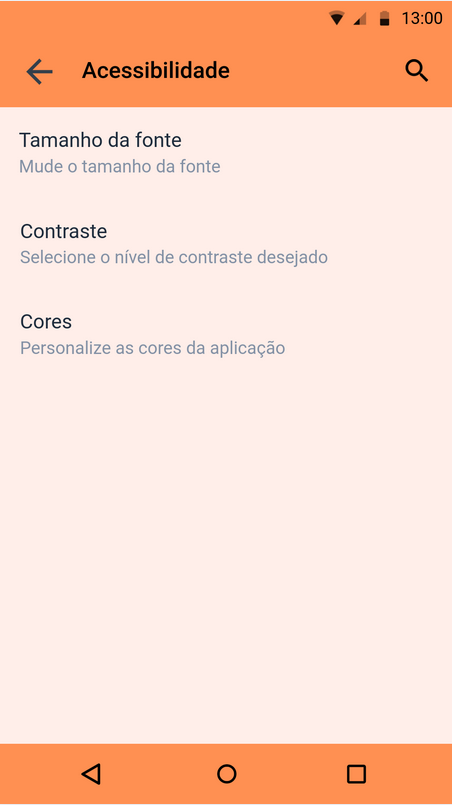 13:00
Acessibilidade
Tamanho da fonte
Mude o tamanho da fonte
Contraste
Selecione o nível de contraste desejado
Cores
Personalize as cores da aplicação